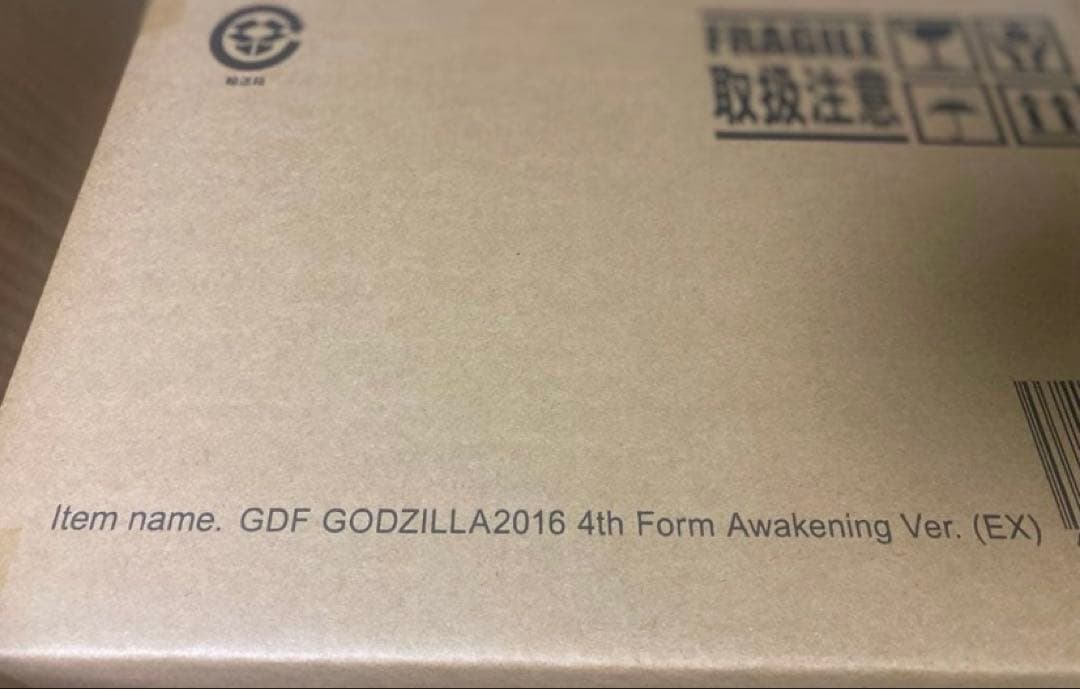 FRAGILE
取扱注意
Item name. GDF GODZILLA2016 4th Form Awakening Ver. (EX)